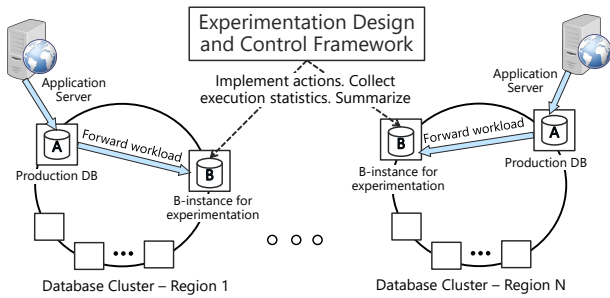 Experimentation Design
and Control Framework
Implement actions. Collect
execution statistics. Summarize
Application
Server
A
Forward workload
B
Production DB
B-instance for
experimentation
Database Cluster – Region 1
Application
Server
B
Forward workload
A
Production DB
B-instance for
experimentation
Database Cluster – Region N